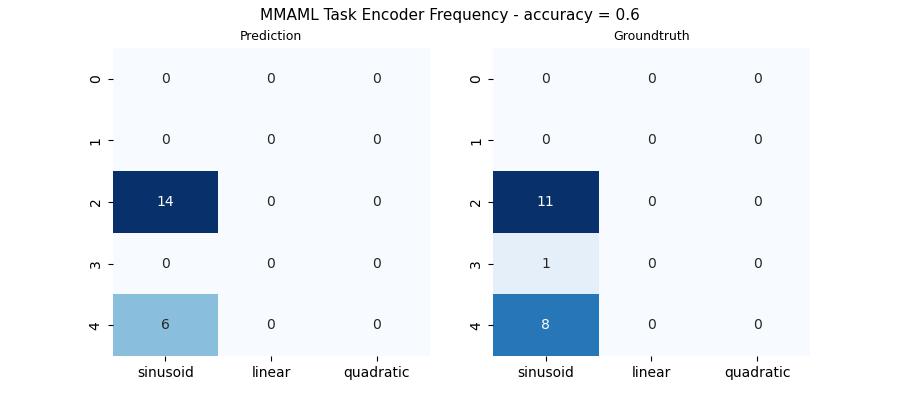 MMAML Task Encoder Frequency - accuracy = 0.6
Prediction Groundtruth
0 0 0 0 0 0 0 0
1 0 0 0 1 0 0 0
2 14 0 0 2 11 0 0
3 0 0 0 3 1 0 0
4 6 0 0 4 8 0 0
sinusoid linear quadratic sinusoid linear quadratic